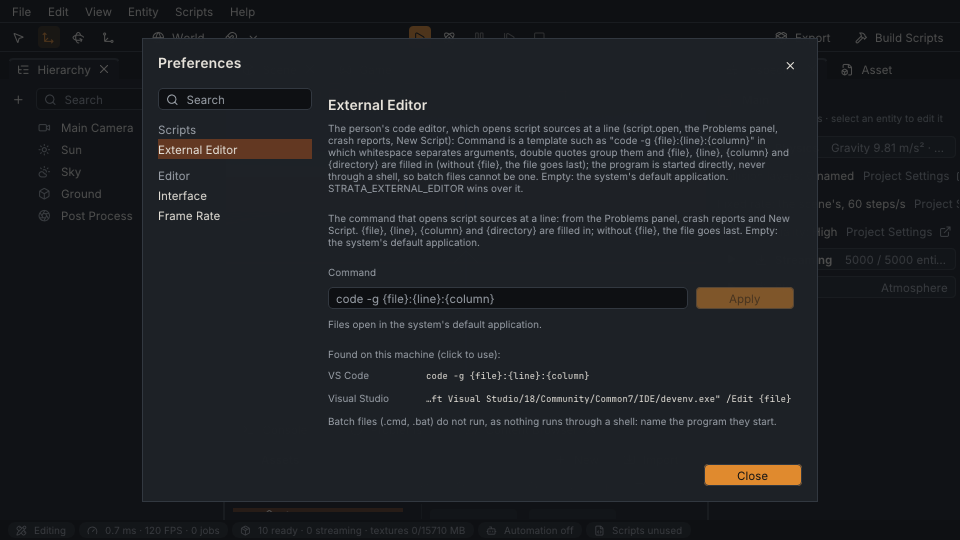 File Edit View Entity Scripts Help
World
Export
Build Scripts
Hierarchy
Asset
Search
Main Camera
Sun
Sky
Ground
Post Process
select an entity to edit it
Gravity 9.81 m/s² · ...
named Project Settings
60 steps/s
Project Settings
5000 / 5000 enti...
Atmosphere
Preferences
Search
Scripts
External Editor
Editor
Interface
Frame Rate
External Editor
The person's code editor, which opens script sources at a line (script.open, the Problems panel,
crash reports, New Script): Command is a template such as "code -g {file}:{line}:{column}" in
which whitespace separates arguments, double quotes group them and {file}, {line}, {column} and
{directory} are filled in (without {file}, the file goes last); the program is started directly, never
through a shell, so batch files cannot be one. Empty: the system's default application.
STRATA_EXTERNAL_EDITOR wins over it.
The command that opens script sources at a line: from the Problems panel, crash reports and New
Script. {file}, {line}, {column} and {directory} are filled in; without {file}, the file goes last. Empty:
the system's default application.
Command
code -g {file}:{line}:{column}
Apply
Files open in the system's default application.
Found on this machine (click to use):
VS Code code -g {file}:{line}:{column}
Visual Studio …ft Visual Studio/18/Community/Common7/IDE/devenv.exe" /Edit {file}
Batch files (.cmd, .bat) do not run, as nothing runs through a shell: name the program they start.
Close
Editing
0.7 ms · 120 FPS · 0 jobs
10 ready · 0 streaming · textures 0/15710 MB
Automation off
Scripts unused